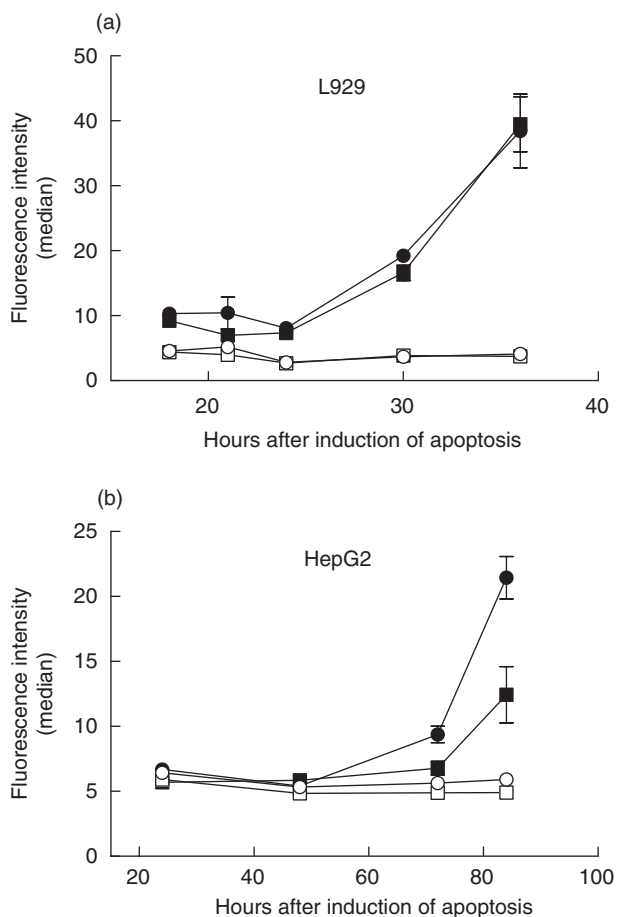 (a)
L929
Fluorescence intensity
(median)
50
40
30
20
10
0
20
30
40
Hours after induction of apoptosis
(b)
HepG2
Fluorescence intensity
(median)
25
20
15
10
5
0
20
40
60
80
100
Hours after induction of apoptosis